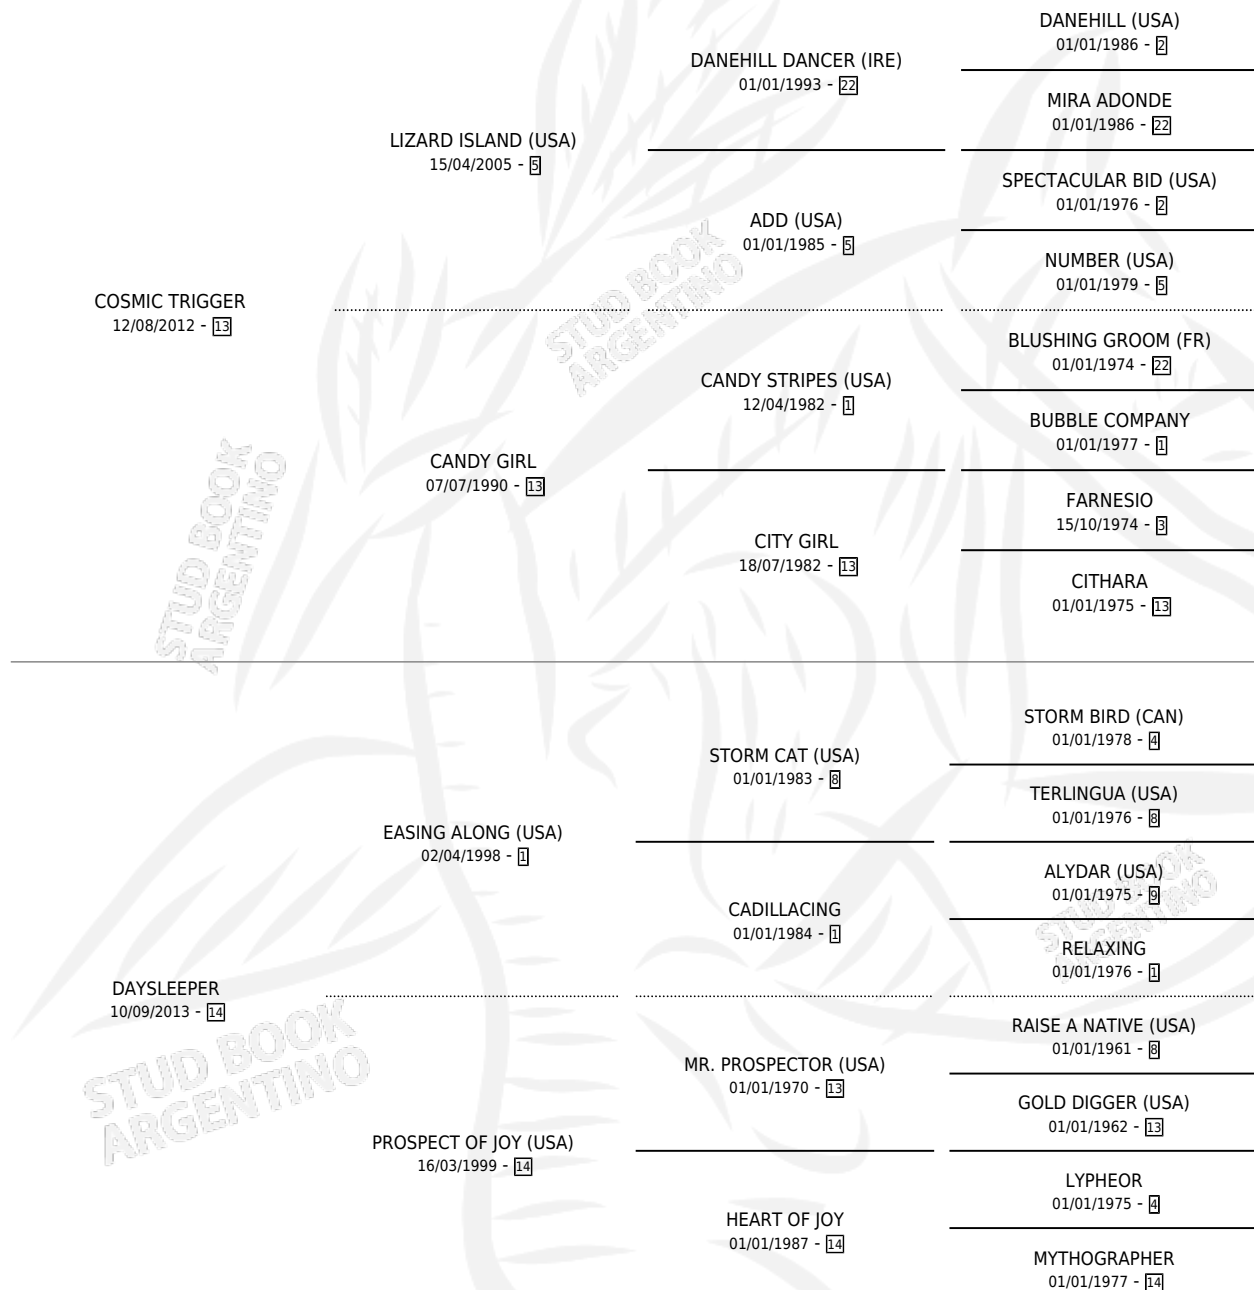 DANEHILL (USA)
01/01/1986 - 2
DANEHILL DANCER (IRE)
01/01/1993 - 22
MIRA ADONDE
01/01/1986 - 22
LIZARD ISLAND (USA)
15/04/2005 - 5
SPECTACULAR BID (USA)
01/01/1976 - 2
ADD (USA)
01/01/1985 - 5
NUMBER (USA)
01/01/1979 - 5
COSMIC TRIGGER
12/08/2012 - 13
BLUSHING GROOM (FR)
01/01/1974 - 22
CANDY STRIPES (USA)
12/04/1982 - 1
BUBBLE COMPANY
01/01/1977 - 1
CANDY GIRL
07/07/1990 - 13
FARNESIO
15/10/1974 - 3
CITY GIRL
18/07/1982 - 13
CITHARA
01/01/1975 - 13
STUD BOOK
ARGENTINO
STUD BOOK
ARGENTINO
STORM BIRD (CAN)
01/01/1978 - 4
STORM CAT (USA)
01/01/1983 - 8
TERLINGUA (USA)
01/01/1976 - 8
EASING ALONG (USA)
02/04/1998 - 1
ALYDAR (USA)
01/01/1975 - 9
CADILLACING
01/01/1984 - 1
RELAXING
01/01/1976 - 1
STUD BOOK
ARGENTINO
DAYSLEEPER
10/09/2013 - 14
RAISE A NATIVE (USA)
01/01/1961 - 8
MR. PROSPECTOR (USA)
01/01/1970 - 13
GOLD DIGGER (USA)
01/01/1962 - 13
PROSPECT OF JOY (USA)
16/03/1999 - 14
LYPHEOR
01/01/1975 - 4
HEART OF JOY
01/01/1987 - 14
MYTHOGRAPHER
01/01/1977 - 14
STUD BOOK
ARGENTINO